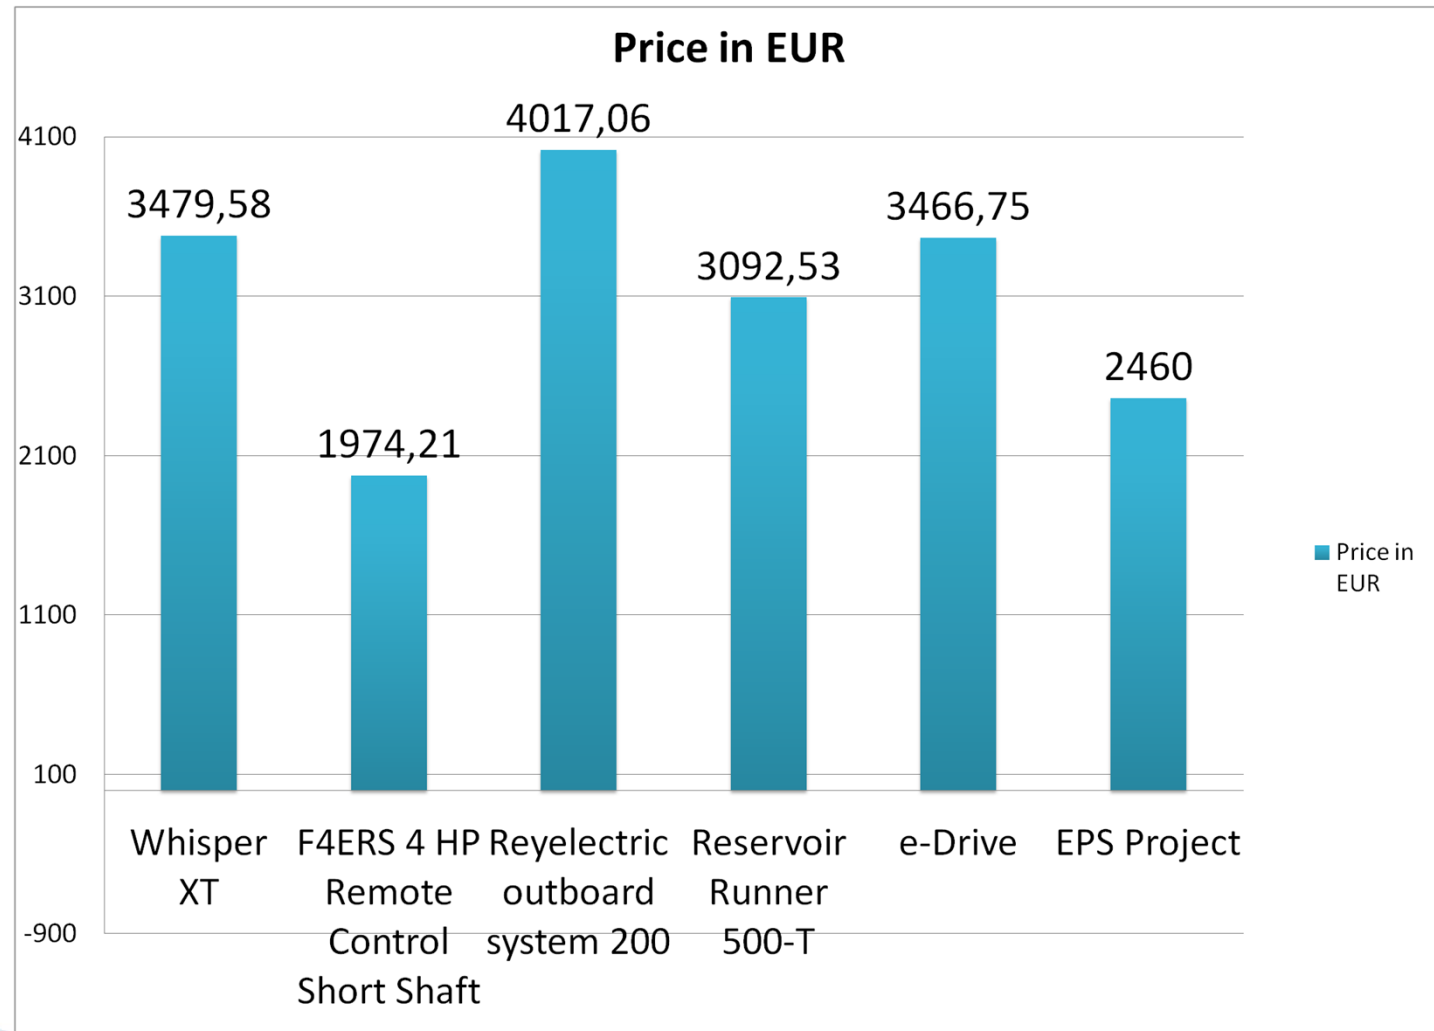 Price in EUR
4100
3100
2100
1100
100
-900
3479,58
1974,21
4017,06
3092,53
3466,75
2460
Whisper
XT
F4ERS 4 HP
Remote
Control
Short Shaft
Reyelectric
outboard
system 200
Reservoir
Runner
500-T
e-Drive
EPS Project
Price in
EUR